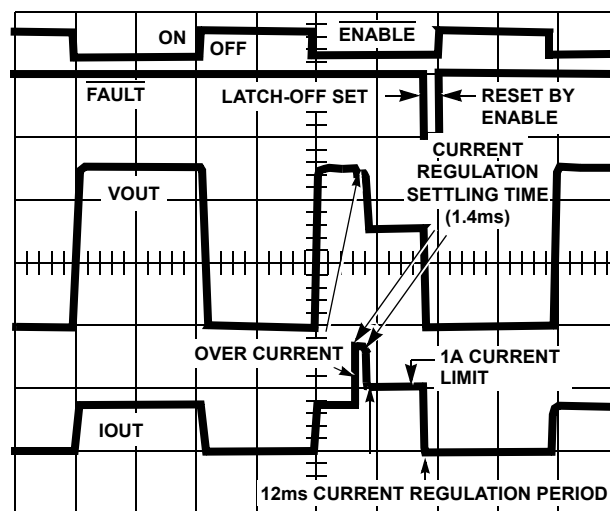 ON
OFF
ENABLE
FAULT
LATCH-OFF SET
RESET BY
ENABLE
CURRENT
REGULATION
SETTLING TIME
(1.4ms)
VOUT
OVER CURRENT
1A CURRENT
LIMIT
IOUT
12ms CURRENT REGULATION PERIOD